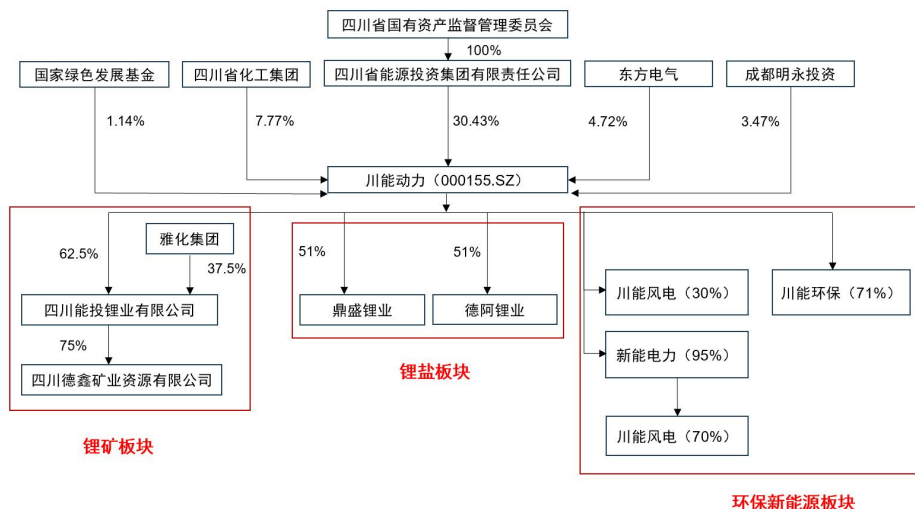 四川省国有资产监督管理委员会
100%
国家绿色发展基金
四川省化工集团
四川省能源投资集团有限责任公司
东方电气
成都明永投资
1.14%
7.77%
30.43%
4.72%
3.47%
川能动力（000155.SZ）
雅化集团
62.5%
37.5%
51%
51%
四川能投锂业有限公司
鼎盛锂业
德阿锂业
川能风电（30%）
川能环保（71%）
75%
新能电力（95%）
四川德鑫矿业资源有限公司
锂盐板块
川能风电（70%）
锂矿板块
环保新能源板块